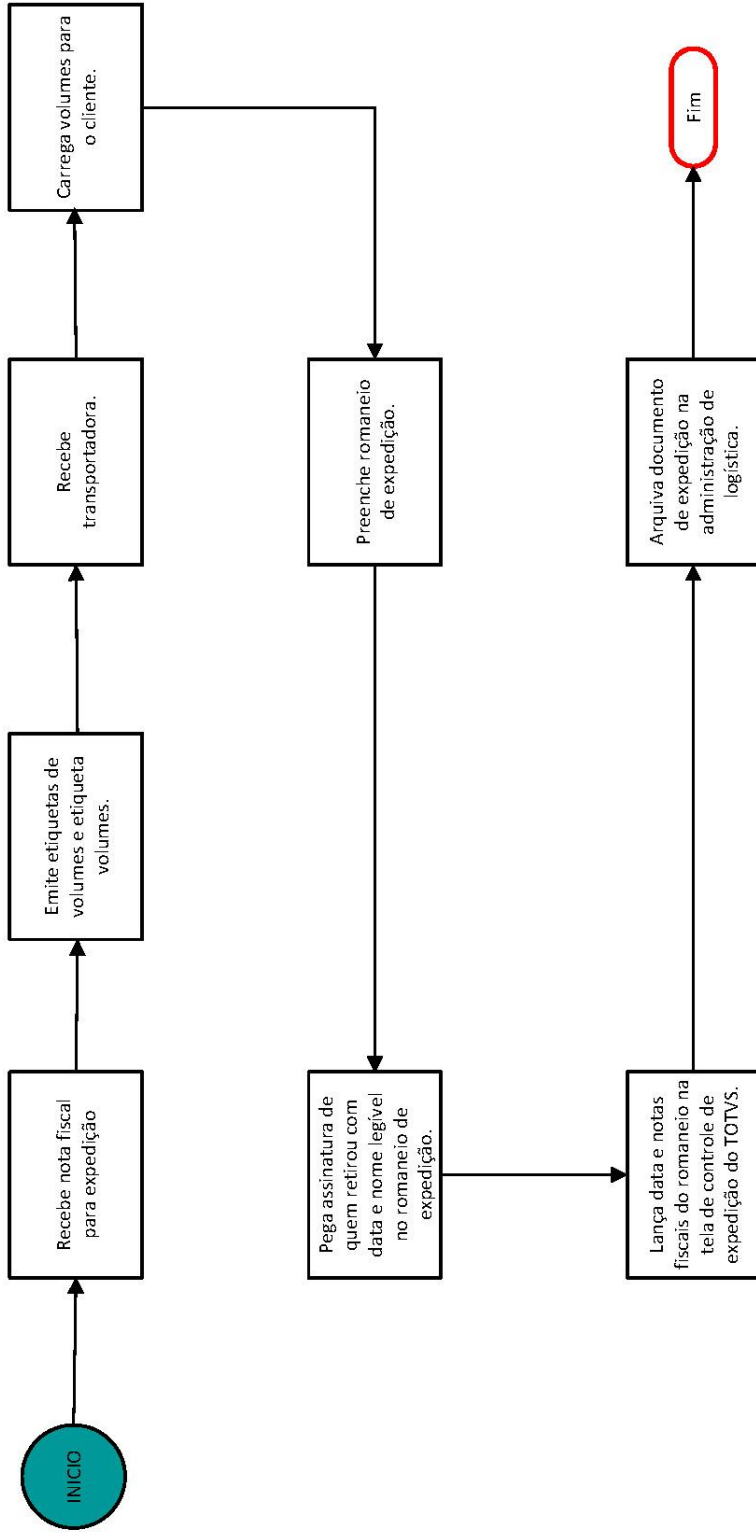 INICIO
Recebe nota fiscal
para expedição
Emite etiquetas de
volumes e etiqueta
volumes.
Recebe
transportadora.
Carrega volumes para
o cliente.
Preenche romaneio
de expedição.
Pega assinatura de
quem retirou com
data e nome legível
no romaneio de
expedição.
Lança data e notas
fiscais do romaneio na
tela de controle de
expedição do TOTVS.
Arquiva documento
de expedição na
administração de
logística.
Fim